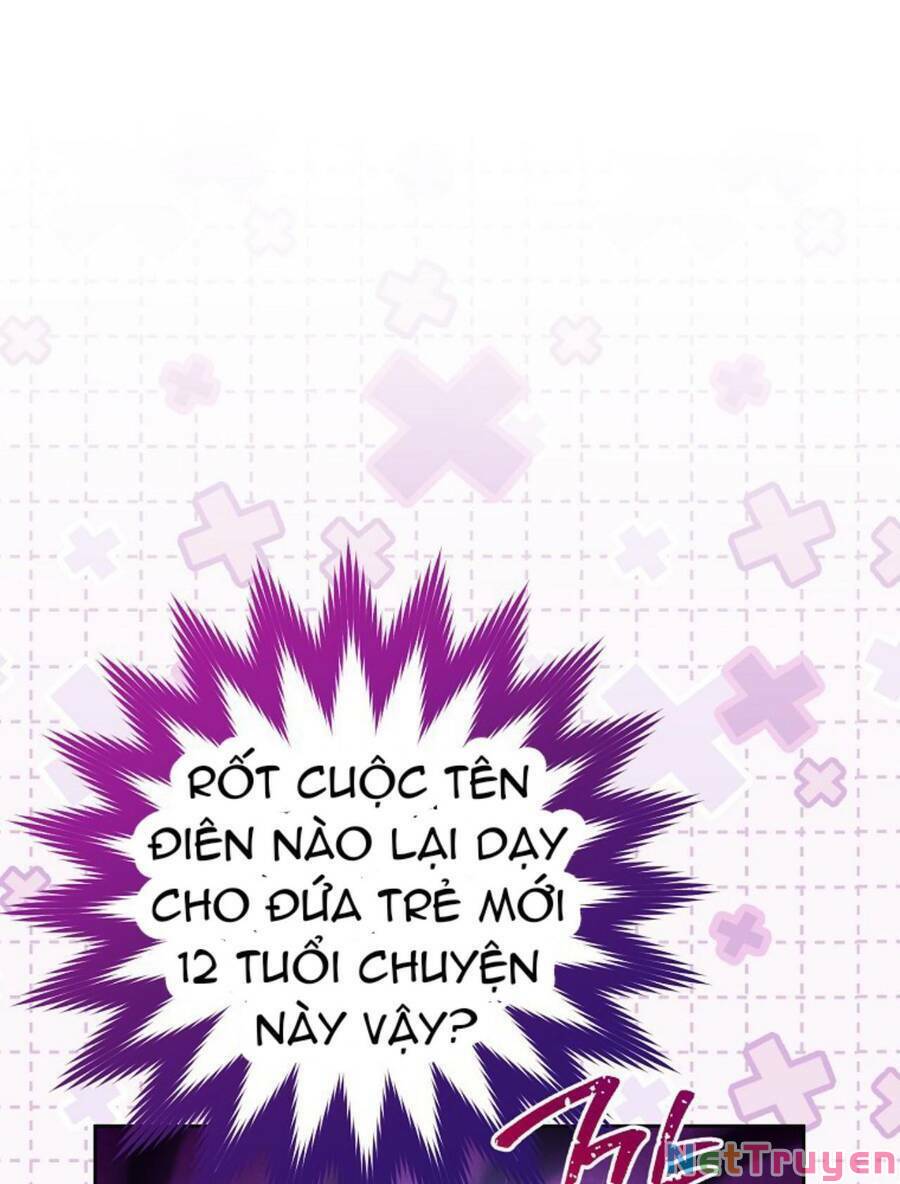 RỐT CUỘC TÊN
ĐIÊN NÀO LẠI DẠY
CHO ĐỨA TRẺ MỚI
12 TUỔI CHUYỆN
NÀY VẬY?
NetTruyen